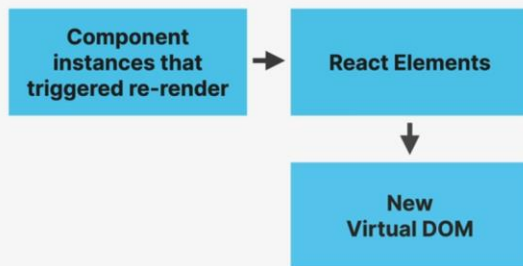 Component
instances that
triggered re-render
React Elements
New
Virtual DOM